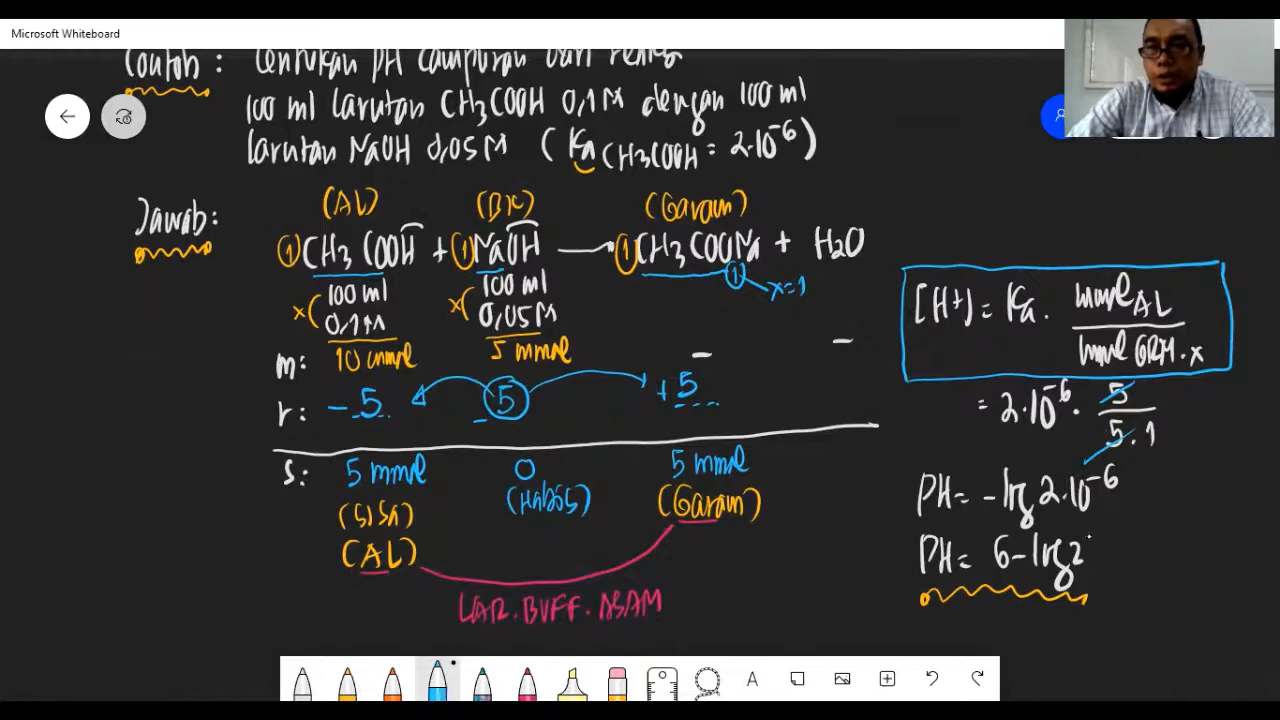 Microsoft Whiteboard
Contoh : Tentukan PH Campuran dari reaksi
100 ml larutan CH3COOH 0,1 M dengan 100 ml
larutan NaOH 0,05 M ( Ka CH3COOH = 2.10⁻⁶ )
Jawab:
(AL) (BK) (Garam)
① CH3COOH + ① NaOH → ① CH3COONa + H2O
① x=1
×( 100 ml ×( 100 ml
0,1 M 0,05 M
m: 10 mmol 5 mmol – –
r: – 5 – 5 + 5
s: 5 mmol 0 5 mmol
(SISA) (HABIS) (Garam)
(AL)
LAR. BUFF. ASAM
[H+] = Ka . mmol AL / mmol GRM . x
= 2.10⁻⁶ . 5 / 5 . 1
PH = – log 2.10⁻⁶
PH = 6 – log 2
A